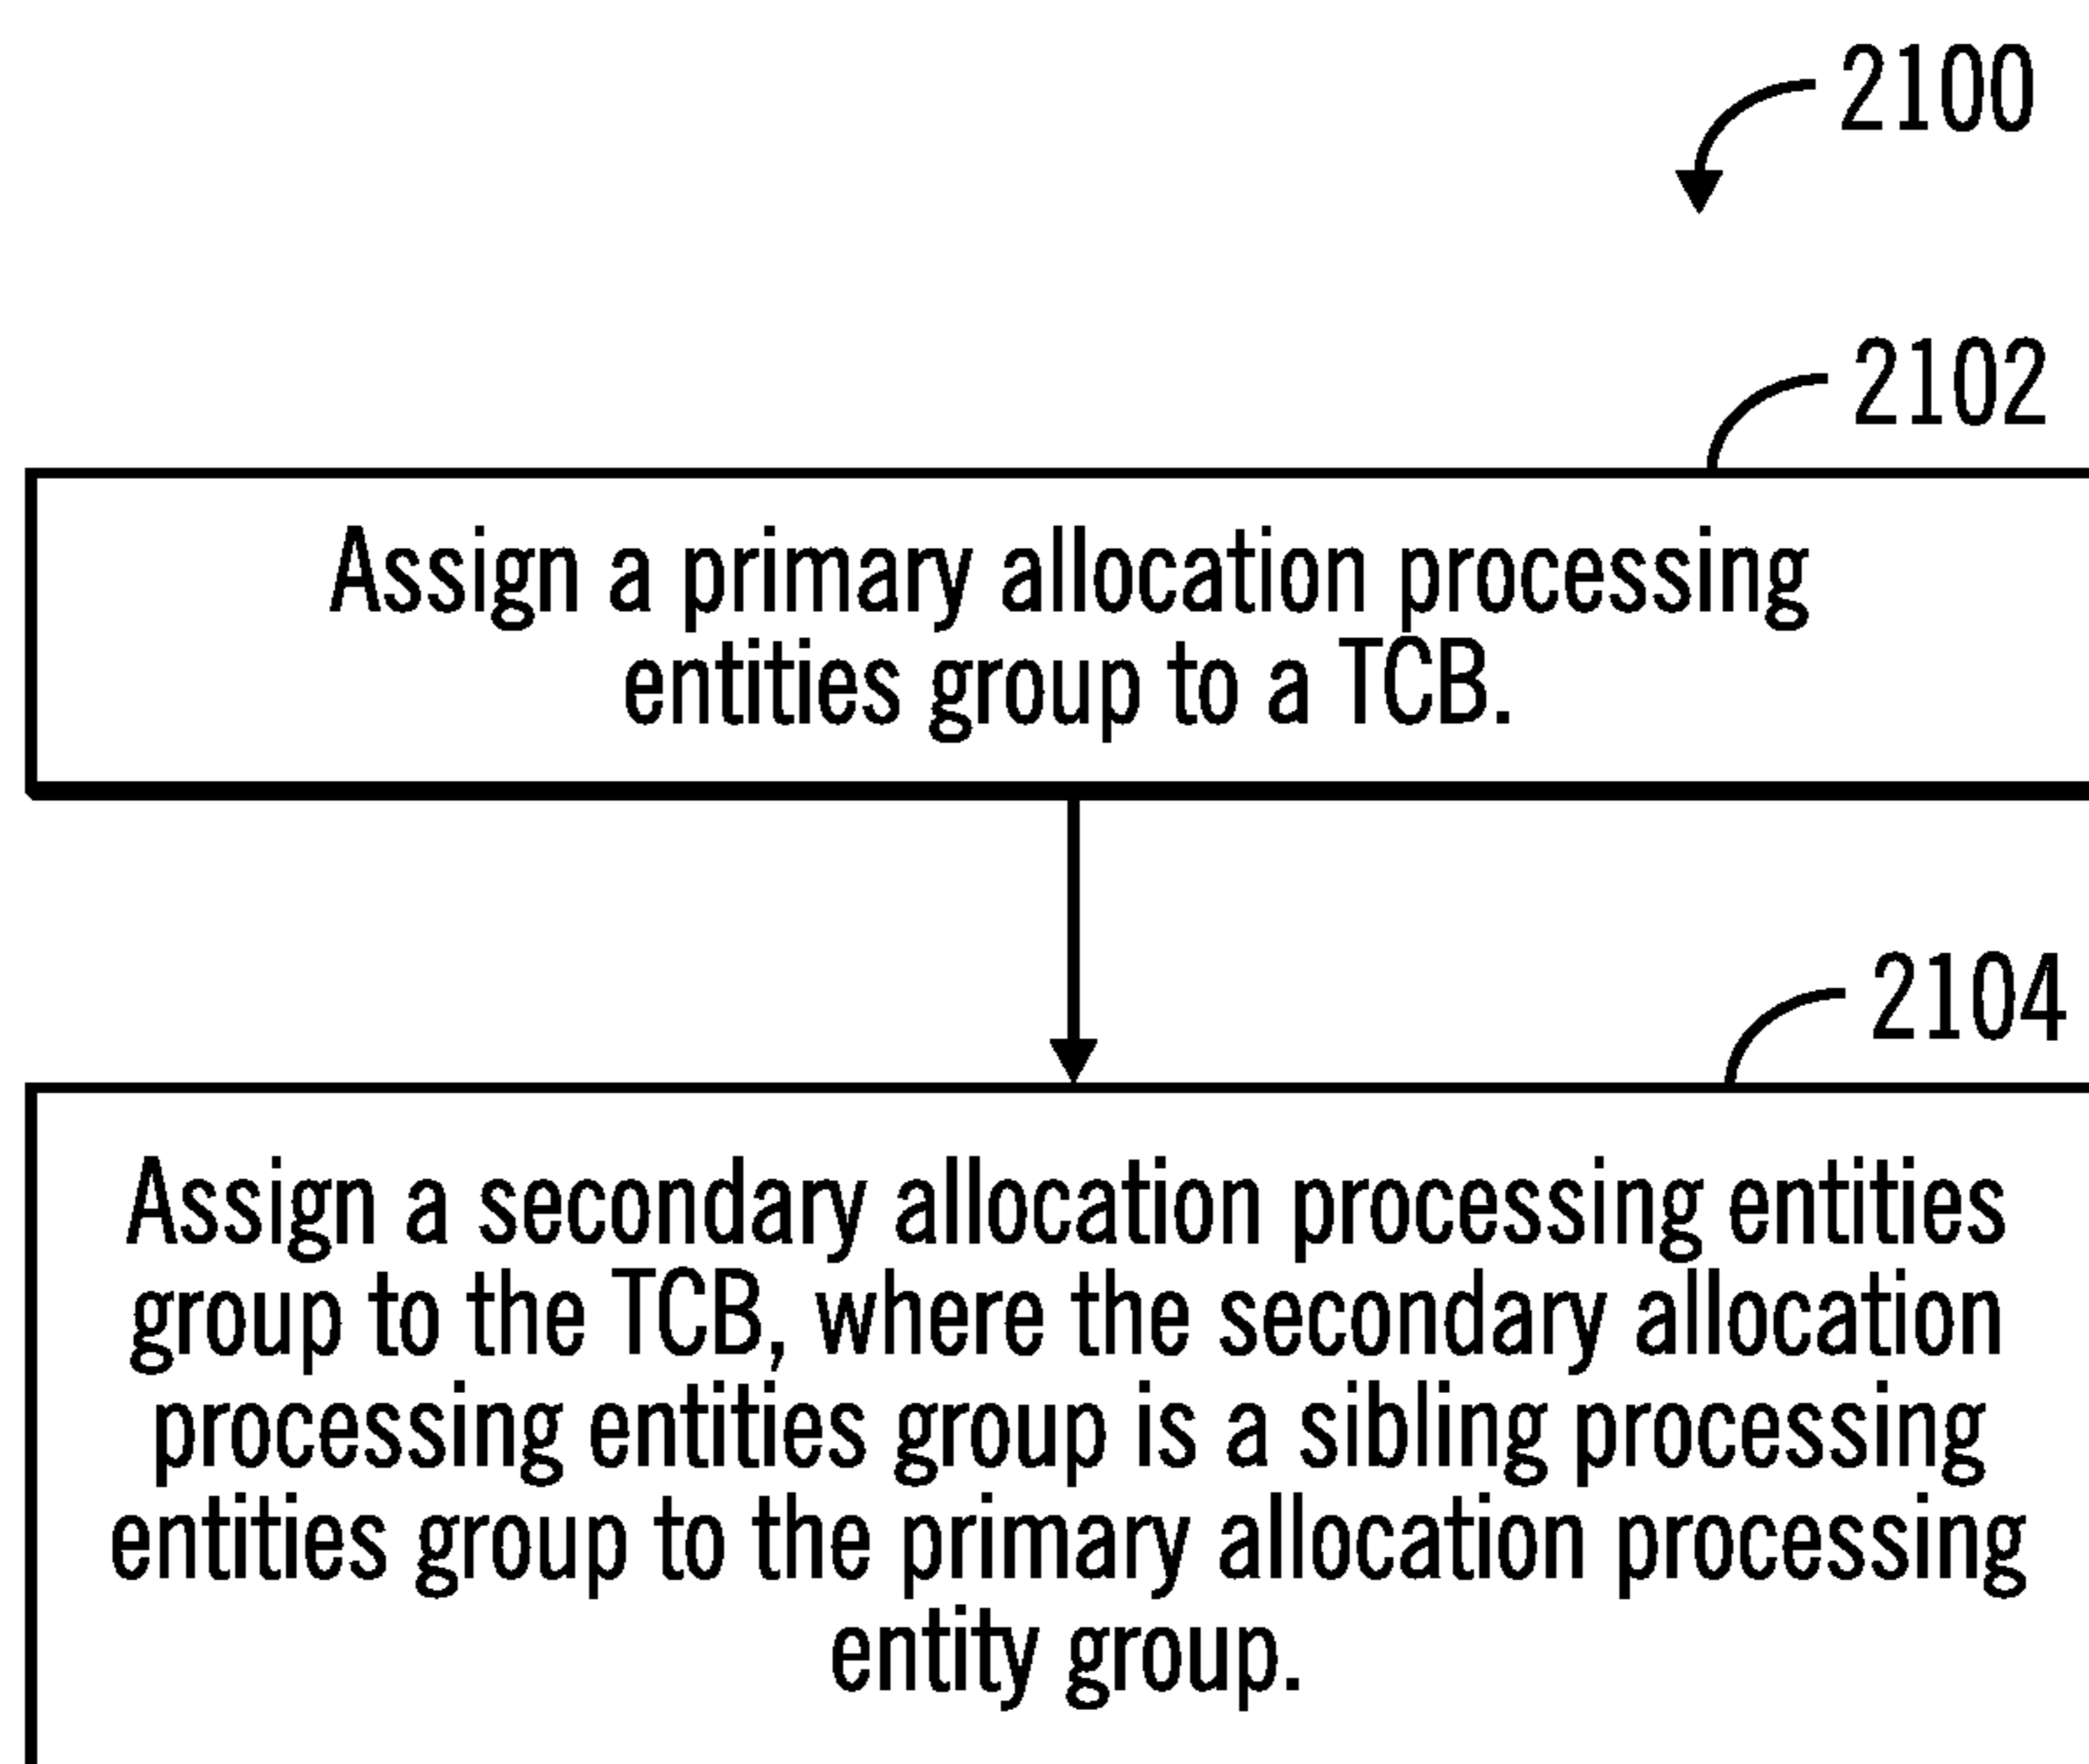 2100
2102
Assign a primary allocation processing
entities group to a TCB.
2104
Assign a secondary allocation processing entities
group to the TCB, where the secondary allocation
processing entities group is a sibling processing
entities group to the primary allocation processing
entity group.